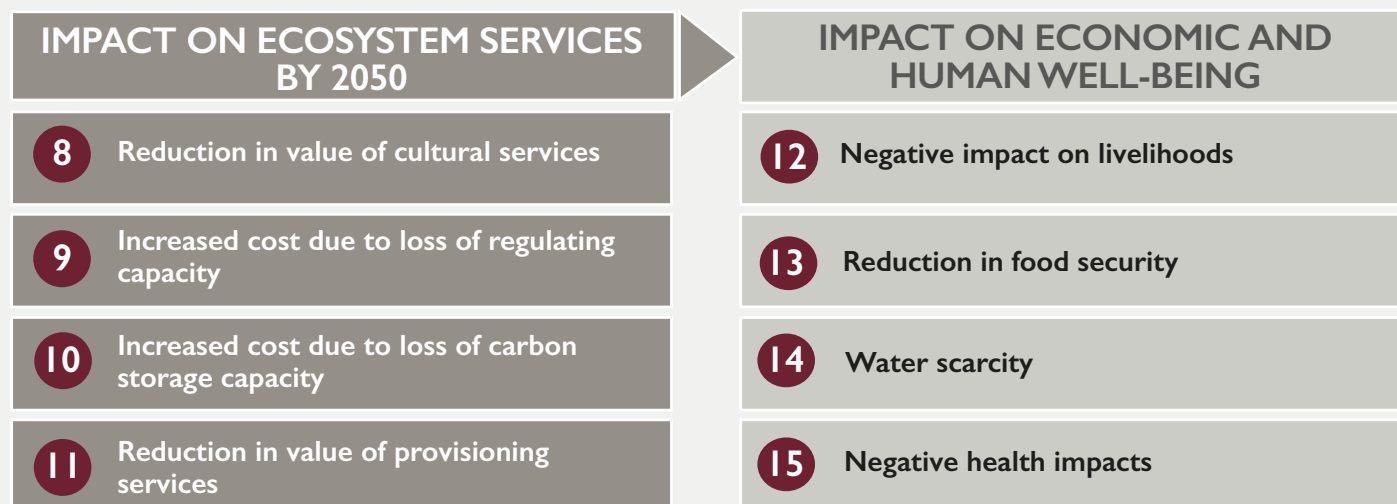 IMPACT ON ECOSYSTEM SERVICES
BY 2050
8
Reduction in value of cultural services
9
Increased cost due to loss of regulating
capacity
10
Increased cost due to loss of carbon
storage capacity
11
Reduction in value of provisioning
services
IMPACT ON ECONOMIC AND
HUMAN WELL-BEING
12
Negative impact on livelihoods
13
Reduction in food security
14
Water scarcity
15
Negative health impacts